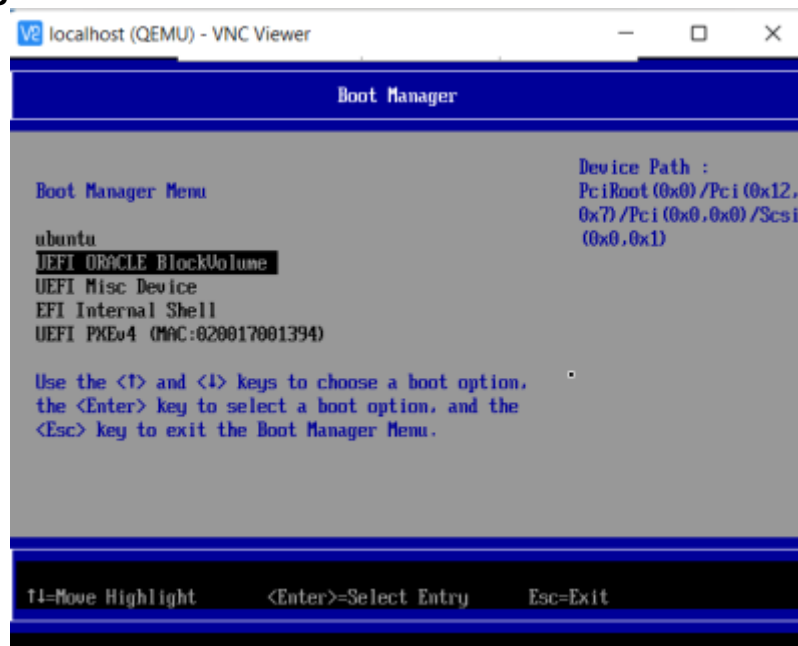 localhost (QEMU) - VNC Viewer
Boot Manager
Device Path :
Boot Manager Menu
PciRoot(0x0)/Pci(0x12,
0x7)/Pci(0x0,0x0)/Scsi
(0x0,0x1)
ubuntu
UEFI ORACLE BlockVolume
UEFI Misc Device
EFI Internal Shell
UEFI PXEv4 (MAC:020017001394)
Use the <↑> and <↓> keys to choose a boot option,
the <Enter> key to select a boot option, and the
<Esc> key to exit the Boot Manager Menu.
↑↓=Move Highlight
<Enter>=Select Entry
Esc=Exit